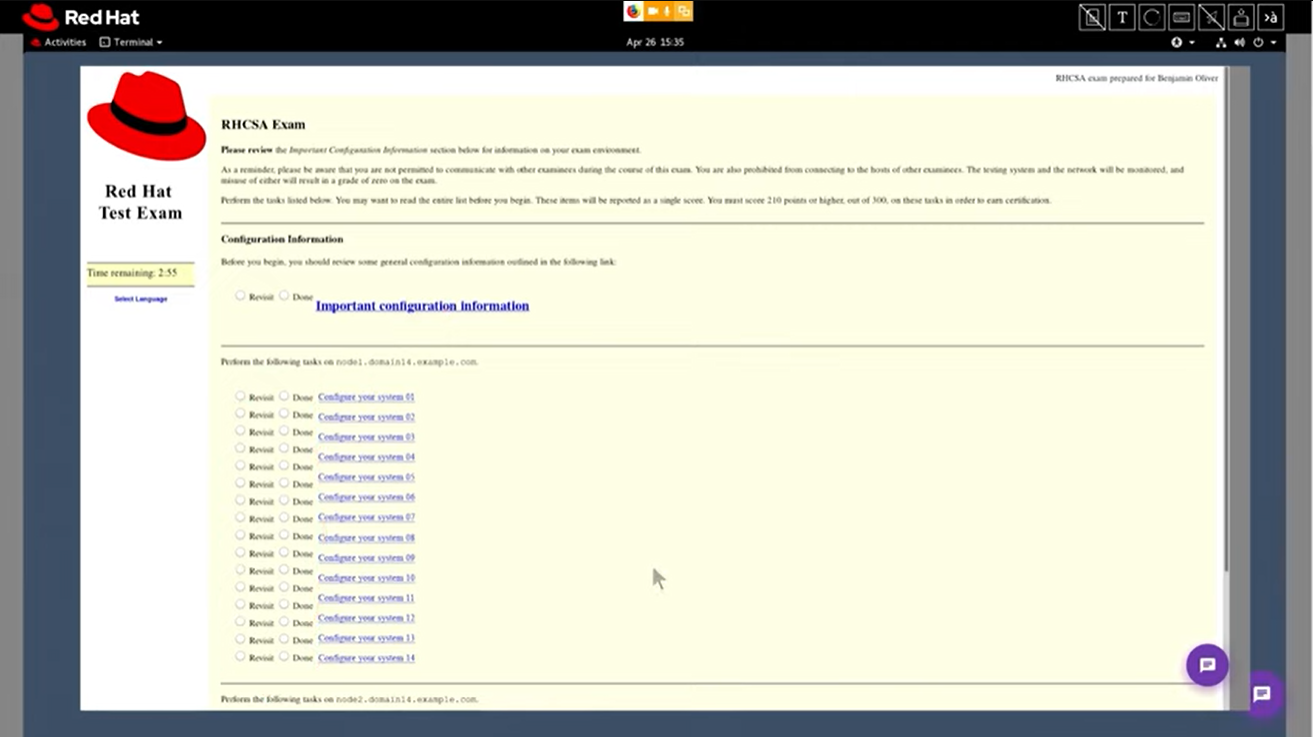 Red Hat
T
>à
Activities Terminal
Apr 26 15:35
RHCSA exam prepared for Benjamin Oliver
Red Hat
Test Exam
Time remaining: 2:55
Select Language
RHCSA Exam
Please review the Important Configuration Information section below for information on your exam environment.
As a reminder, please be aware that you are not permitted to communicate with other examinees during the course of this exam. You are also prohibited from connecting to the hosts of other examinees. The testing system and the network will be monitored, and
misuse of either will result in a grade of zero on the exam.
Perform the tasks listed below. You may want to read the entire list before you begin. These items will be reported as a single score. You must score 210 points or higher, out of 300, on these tasks in order to earn certification.
Configuration Information
Before you begin, you should review some general configuration information outlined in the following link:
Revisit Done Important configuration information
Perform the following tasks on node1.domain14.example.com.
Revisit Done Configure your system 01
Revisit Done Configure your system 02
Revisit Done Configure your system 03
Revisit Done Configure your system 04
Revisit Done Configure your system 05
Revisit Done Configure your system 06
Revisit Done Configure your system 07
Revisit Done Configure your system 08
Revisit Done Configure your system 09
Revisit Done Configure your system 10
Revisit Done Configure your system 11
Revisit Done Configure your system 12
Revisit Done Configure your system 13
Revisit Done Configure your system 14
Revisit Done
Revisit Done
Perform the following tasks on node2.domain14.example.com.